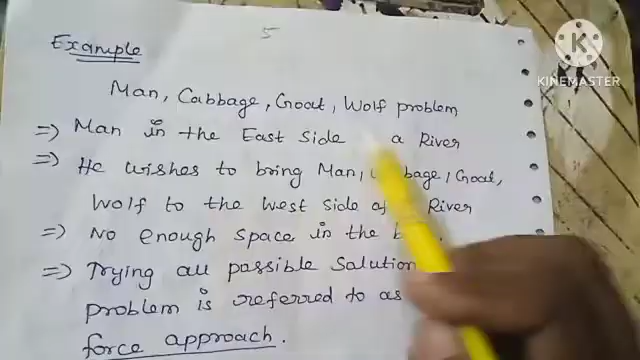 5
Example
Man, Cabbage, Goat, Wolf problem
=> Man in the East Side a River
=> He wishes to bring Man, Goat,
Wolf to the West Side River
=> No enough Space in the
=> Trying all possible Solution
problem is referred to as
force approach.
KINEMASTER